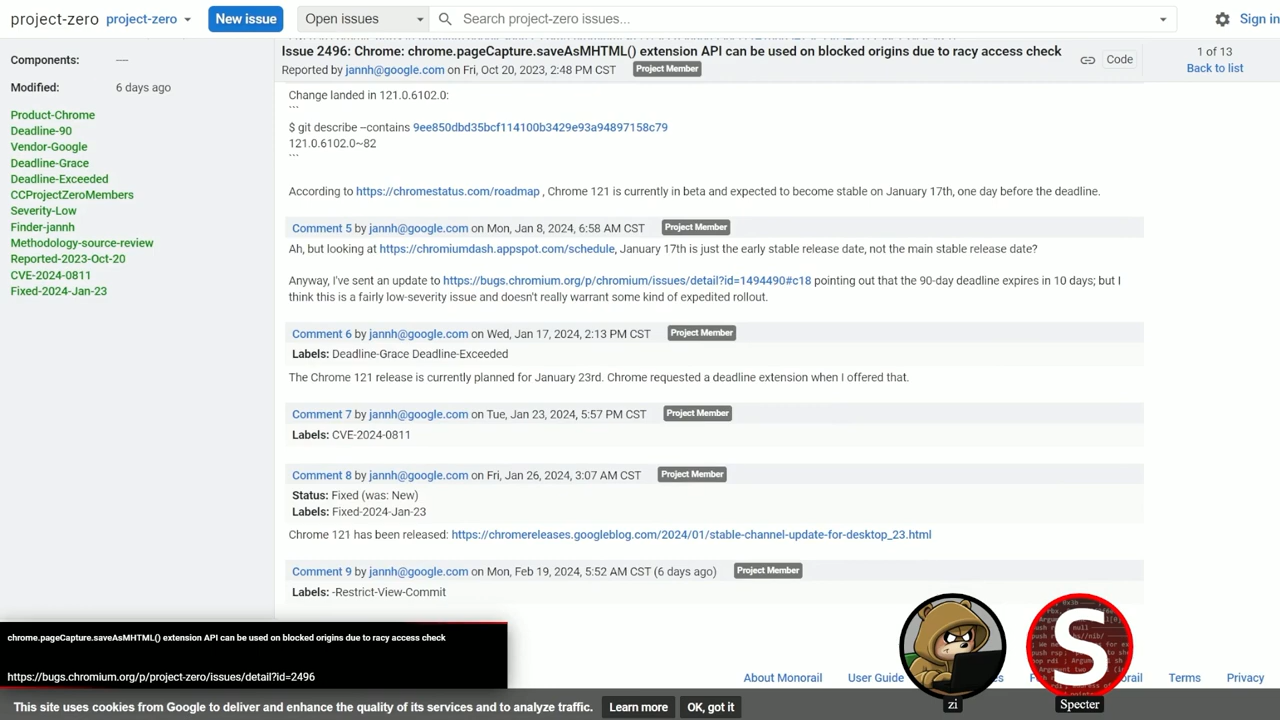 project-zero project-zero New issue Open issues Search project-zero issues... Sign in
Components: ----
Modified: 6 days ago
Product-Chrome
Deadline-90
Vendor-Google
Deadline-Grace
Deadline-Exceeded
CCProjectZeroMembers
Severity-Low
Finder-jannh
Methodology-source-review
Reported-2023-Oct-20
CVE-2024-0811
Fixed-2024-Jan-23
Issue 2496: Chrome: chrome.pageCapture.saveAsMHTML() extension API can be used on blocked origins due to racy access check
Reported by jannh@google.com on Fri, Oct 20, 2023, 2:48 PM CST Project Member
Code
1 of 13
Back to list
Change landed in 121.0.6102.0:
```
$ git describe --contains 9ee850dbd35bcf114100b3429e93a94897158c79
121.0.6102.0~82
```
According to https://chromestatus.com/roadmap , Chrome 121 is currently in beta and expected to become stable on January 17th, one day before the deadline.
Comment 5 by jannh@google.com on Mon, Jan 8, 2024, 6:58 AM CST Project Member
Ah, but looking at https://chromiumdash.appspot.com/schedule, January 17th is just the early stable release date, not the main stable release date?
Anyway, I've sent an update to https://bugs.chromium.org/p/chromium/issues/detail?id=1494490#c18 pointing out that the 90-day deadline expires in 10 days; but I
think this is a fairly low-severity issue and doesn't really warrant some kind of expedited rollout.
Comment 6 by jannh@google.com on Wed, Jan 17, 2024, 2:13 PM CST Project Member
Labels: Deadline-Grace Deadline-Exceeded
The Chrome 121 release is currently planned for January 23rd. Chrome requested a deadline extension when I offered that.
Comment 7 by jannh@google.com on Tue, Jan 23, 2024, 5:57 PM CST Project Member
Labels: CVE-2024-0811
Comment 8 by jannh@google.com on Fri, Jan 26, 2024, 3:07 AM CST Project Member
Status: Fixed (was: New)
Labels: Fixed-2024-Jan-23
Chrome 121 has been released: https://chromereleases.googleblog.com/2024/01/stable-channel-update-for-desktop_23.html
Comment 9 by jannh@google.com on Mon, Feb 19, 2024, 5:52 AM CST (6 days ago) Project Member
Labels: -Restrict-View-Commit
chrome.pageCapture.saveAsMHTML() extension API can be used on blocked origins due to racy access check
https://bugs.chromium.org/p/project-zero/issues/detail?id=2496
About Monorail User Guide Terms Privacy
S
zi
Specter
This site uses cookies from Google to deliver and enhance the quality of its services and to analyze traffic. Learn more OK, got it